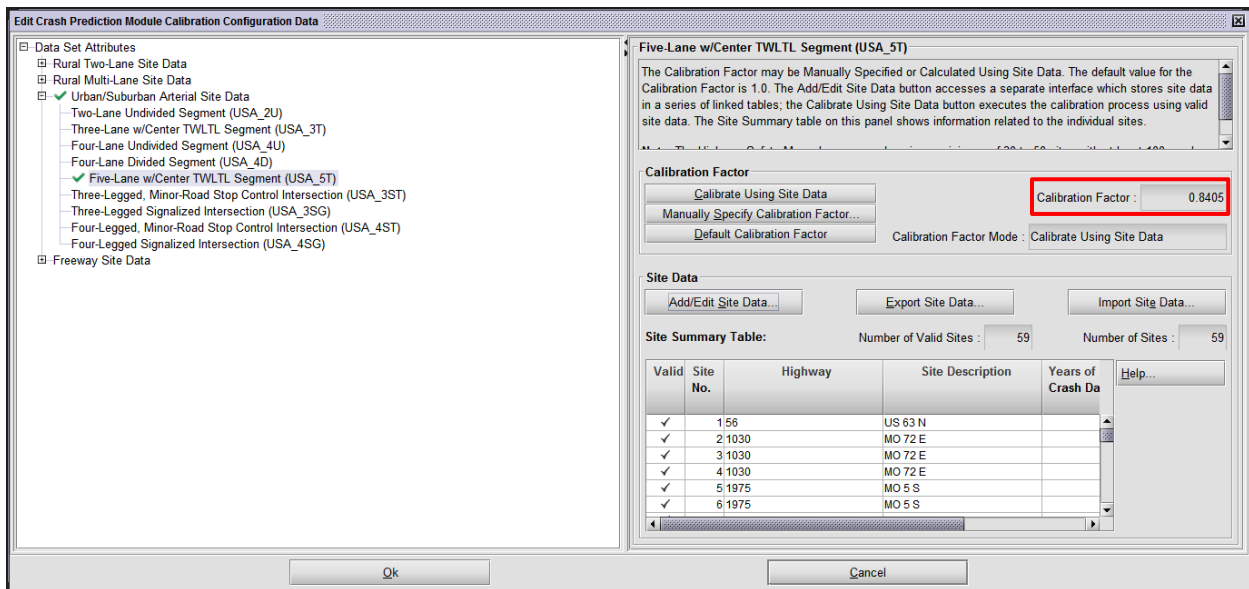 Edit Crash Prediction Module Calibration Configuration Data
Data Set Attributes
Rural Two-Lane Site Data
Rural Multi-Lane Site Data
Urban/Suburban Arterial Site Data
Two-Lane Undivided Segment (USA_2U)
Three-Lane w/Center TWLTL Segment (USA_3T)
Four-Lane Undivided Segment (USA_4U)
Four-Lane Divided Segment (USA_4D)
Five-Lane w/Center TWLTL Segment (USA_5T)
Three-Legged, Minor-Road Stop Control Intersection (USA_3ST)
Three-Legged Signalized Intersection (USA_3SG)
Four-Legged, Minor-Road Stop Control Intersection (USA_4ST)
Four-Legged Signalized Intersection (USA_4SG)
Freeway Site Data
Five-Lane w/Center TWLTL Segment (USA_5T)
The Calibration Factor may be Manually Specified or Calculated Using Site Data. The default value for the
Calibration Factor is 1.0. The Add/Edit Site Data button accesses a separate interface which stores site data
in a series of linked tables; the Calibrate Using Site Data button executes the calibration process using valid
site data. The Site Summary table on this panel shows information related to the individual sites.
Calibration Factor
Calibrate Using Site Data
Calibration Factor : 0.8405
Manually Specify Calibration Factor...
Default Calibration Factor
Calibration Factor Mode : Calibrate Using Site Data
Site Data
Add/Edit Site Data... Export Site Data... Import Site Data...
Site Summary Table: Number of Valid Sites : 59 Number of Sites : 59
Valid Site No. Highway Site Description Years of Crash Da
Help...
1 56 US 63 N
2 1030 MO 72 E
3 1030 MO 72 E
4 1030 MO 72 E
5 1975 MO 5 S
6 1975 MO 5 S
Ok Cancel